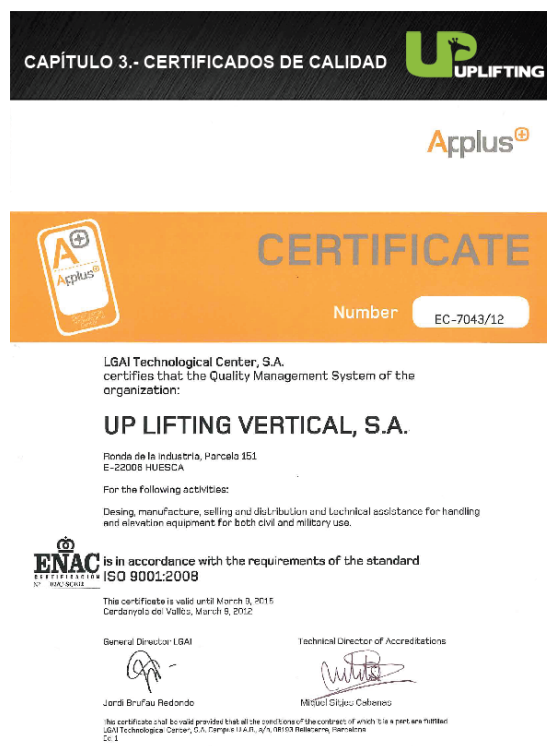 CAPÍTULO 3.- CERTIFICADOS DE CALIDAD
UP
UPLIFTING
Applus+
A+
Applus+
CERTIFICATE
Number EC-7043/12
LGAI Technological Center, S.A.
certifies that the Quality Management System of the
organization:
UP LIFTING VERTICAL, S.A.
Ronda de la industria, Parcela 151
E-22006 HUESCA
For the following activities:
Desing, manufacture, selling and distribution and technical assistance for handling
and elevation equipment for both civil and military use.
ENAC
CERTIFICACIÓN
Nº
is in accordance with the requirements of the standard
ISO 9001:2008
This certificate is valid until March 9, 2015
Cerdanyola del Vallès, March 9, 2012
General Director LGAI Technical Director of Accreditations
Jordi Brufau Redondo Miquel Sitjes Cabanas
This certificate shall be valid provided that all the conditions of the contract of which it is a part are fulfilled
LGAI Technological Center, S.A. Campus U.A.B., s/n, 08193 Bellaterra, Barcelona